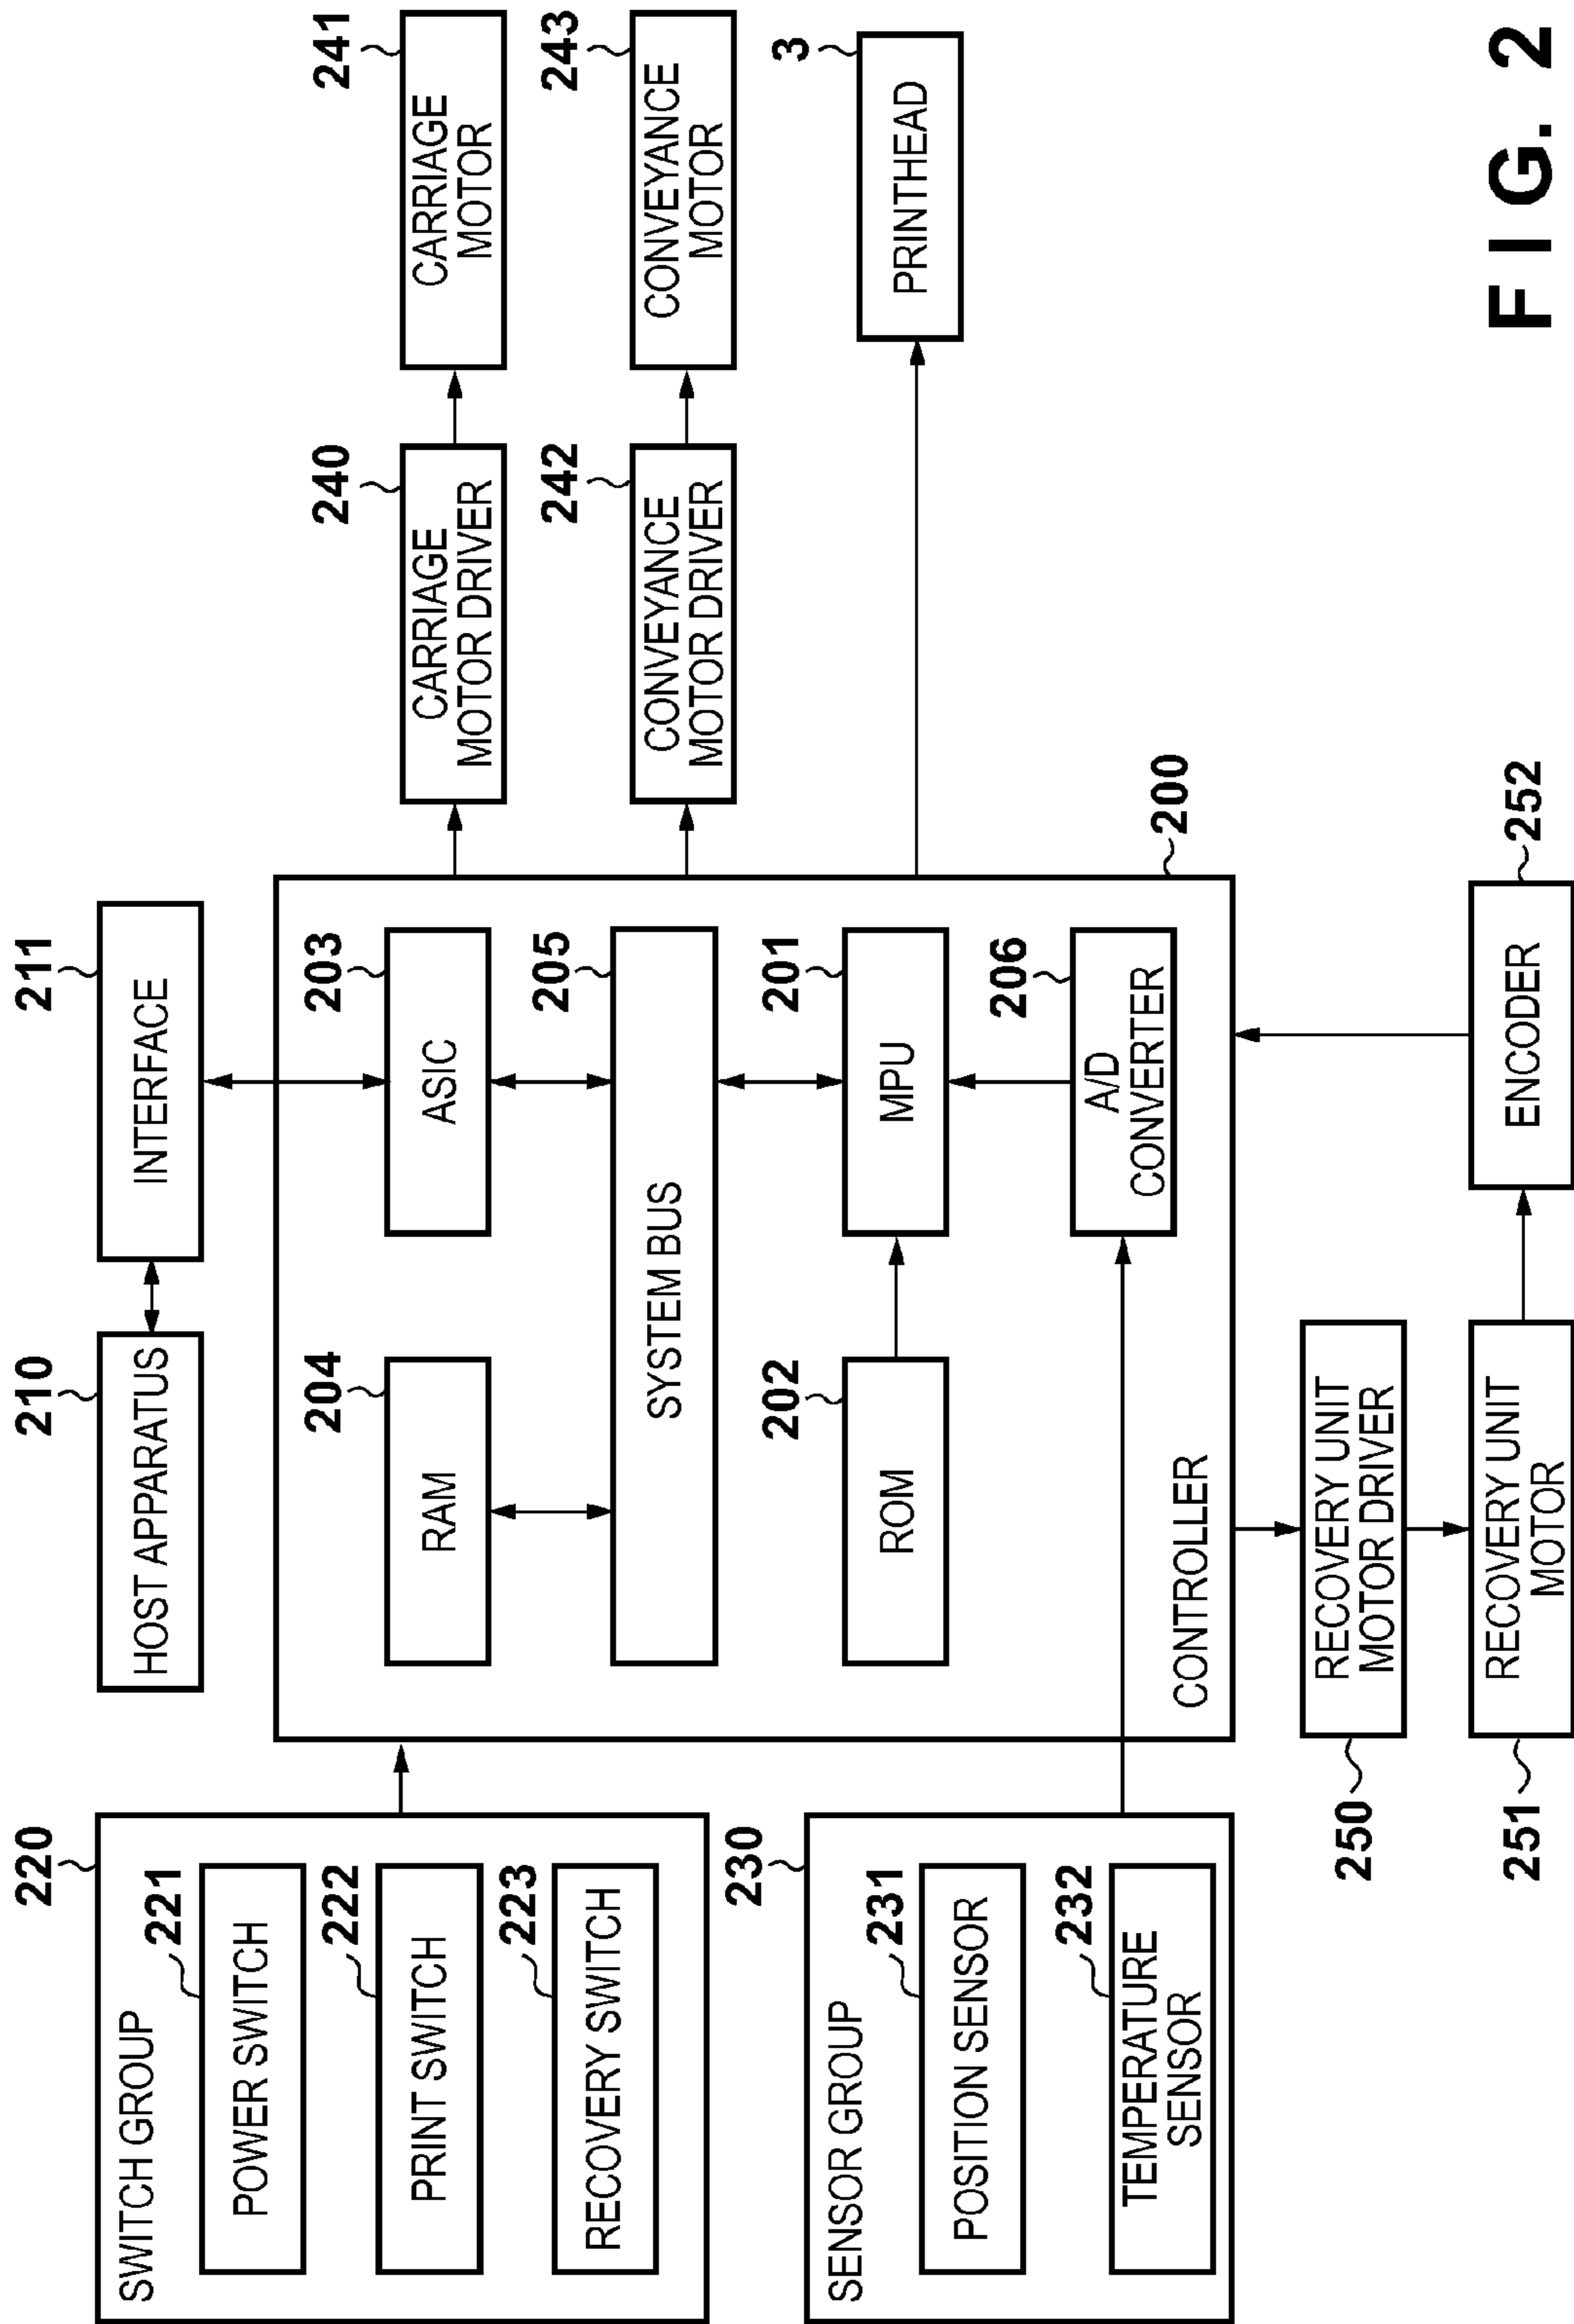 220
SWITCH GROUP
221
POWER SWITCH
222
PRINT SWITCH
223
RECOVERY SWITCH
230
SENSOR GROUP
231
POSITION SENSOR
232
TEMPERATURE
SENSOR
210
HOST APPARATUS
211
INTERFACE
204
RAM
203
ASIC
205
SYSTEM BUS
202
ROM
201
MPU
206
A/D
CONVERTER
CONTROLLER
200
250
RECOVERY UNIT
MOTOR DRIVER
251
RECOVERY UNIT
MOTOR
252
ENCODER
240
CARRIAGE
MOTOR DRIVER
241
CARRIAGE
MOTOR
242
CONVEYANCE
MOTOR DRIVER
243
CONVEYANCE
MOTOR
3
PRINTHEAD
FIG. 2